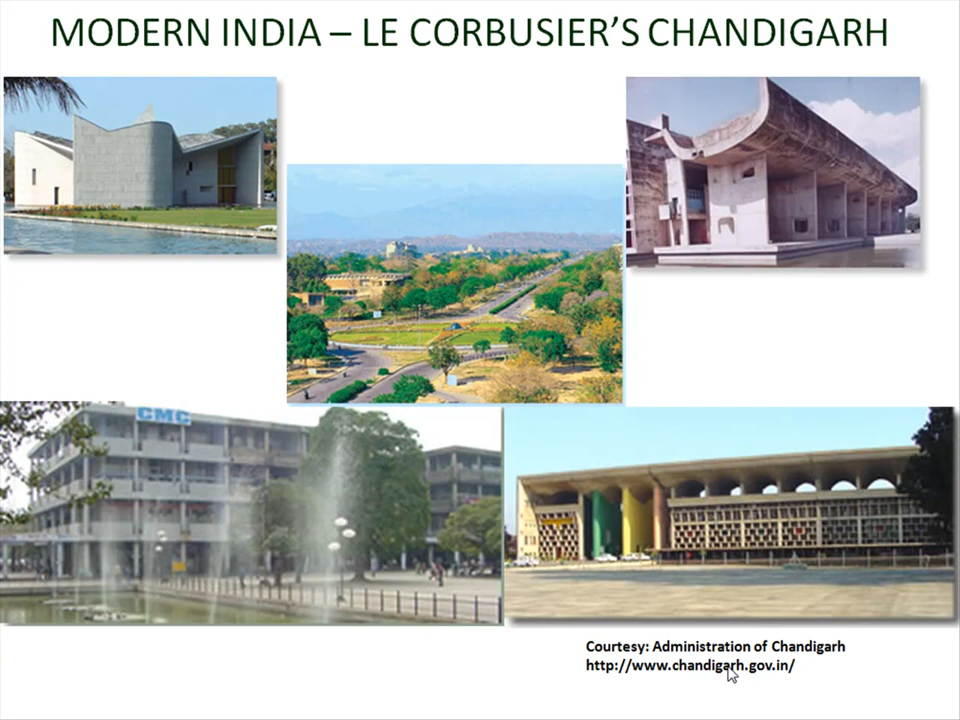 MODERN INDIA – LE CORBUSIER’S CHANDIGARH
CMC
Courtesy: Administration of Chandigarh
http://www.chandigarh.gov.in/